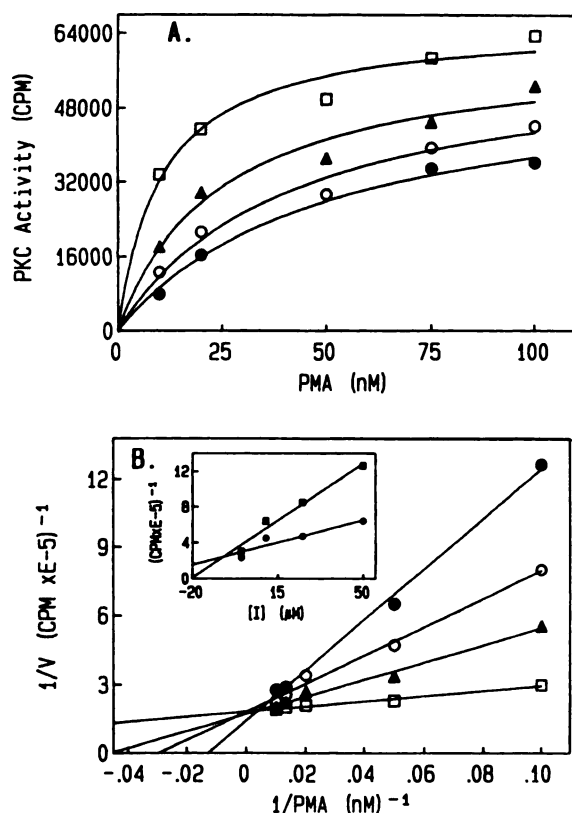 A.
64000
48000
32000
16000
0
PKC Activity (CPM)
0 25 50 75 100
PMA (nM)
B.
12
9
6
3
0
1/V (CPM xE-5)⁻¹
12
8
4
0
(CPMxE-5)⁻¹
-20 15 50
[I] (µM)
-.04 -.02 0 .02 .04 .06 .08 .10
1/PMA (nM)⁻¹